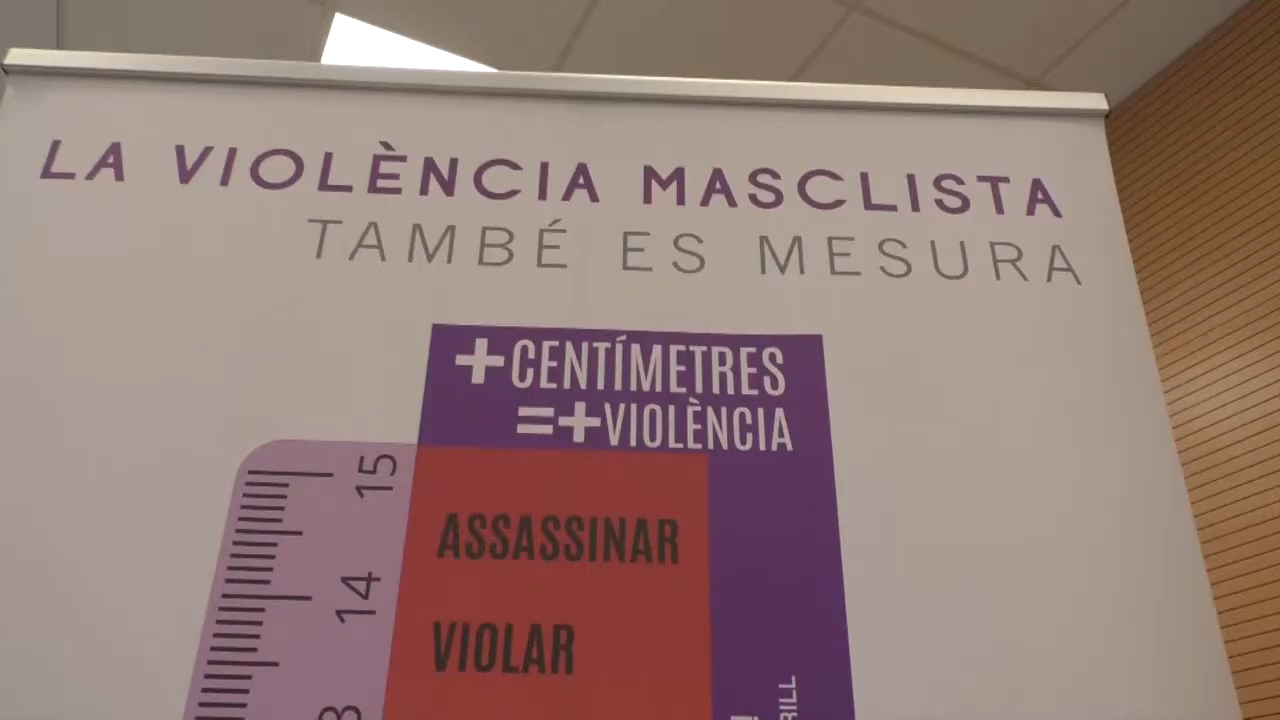 LA VIOLÈNCIA MASCLISTA
TAMBÉ ES MESURA
+CENTÍMETRES
=+VIOLÈNCIA
15
ASSASSINAR
14
VIOLAR